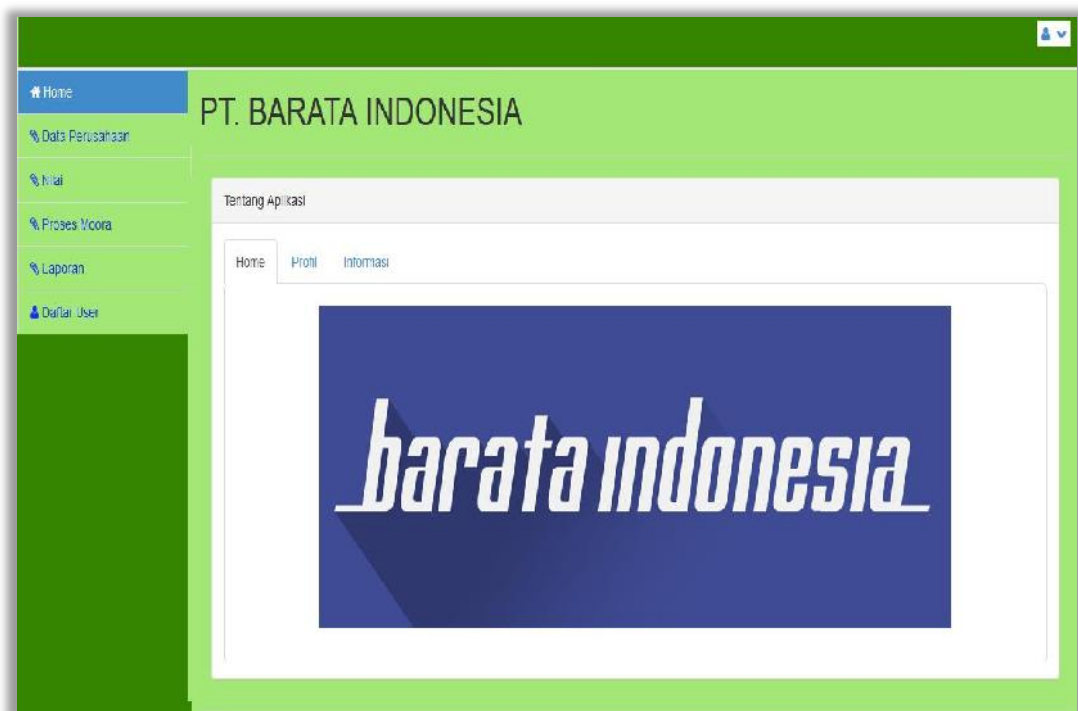 Home
Data Perusahaan
Nilai
Proses Moora
Laporan
Daftar User
PT. BARATA INDONESIA
Tentang Aplikasi
Home Profil Informasi
barata indonesia